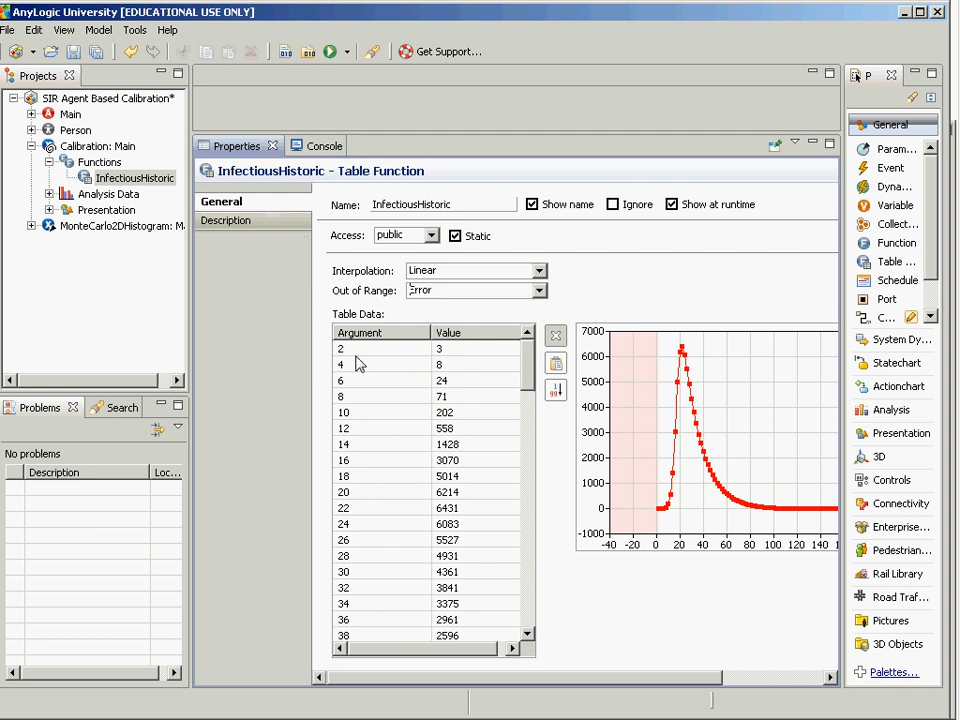 AnyLogic University [EDUCATIONAL USE ONLY]
File Edit View Model Tools Help
Get Support...
Projects
SIR Agent Based Calibration*
Main
Person
Calibration: Main
Functions
InfectiousHistoric
Analysis Data
Presentation
MonteCarlo2DHistogram: M
Problems Search
No problems
Description Loc...
Properties Console
InfectiousHistoric - Table Function
General
Description
Name: InfectiousHistoric Show name Ignore Show at runtime
Access: public Static
Interpolation: Linear
Out of Range: Error
Table Data:
Argument Value
2 3
4 8
6 24
8 71
10 202
12 558
14 1428
16 3070
18 5014
20 6214
22 6431
24 6083
26 5527
28 4931
30 4361
32 3841
34 3375
36 2961
38 2596
7000
6000
5000
4000
3000
2000
1000
0
-1000
-40 -20 0 20 40 60 80 100 120 140 1
P
General
Param...
Event
Dyna...
Variable
Collect...
Function
Table ...
Schedule
Port
C...
System Dy...
Statechart
Actionchart
Analysis
Presentation
3D
Controls
Connectivity
Enterprise...
Pedestrian...
Rail Library
Road Traf...
Pictures
3D Objects
Palettes...